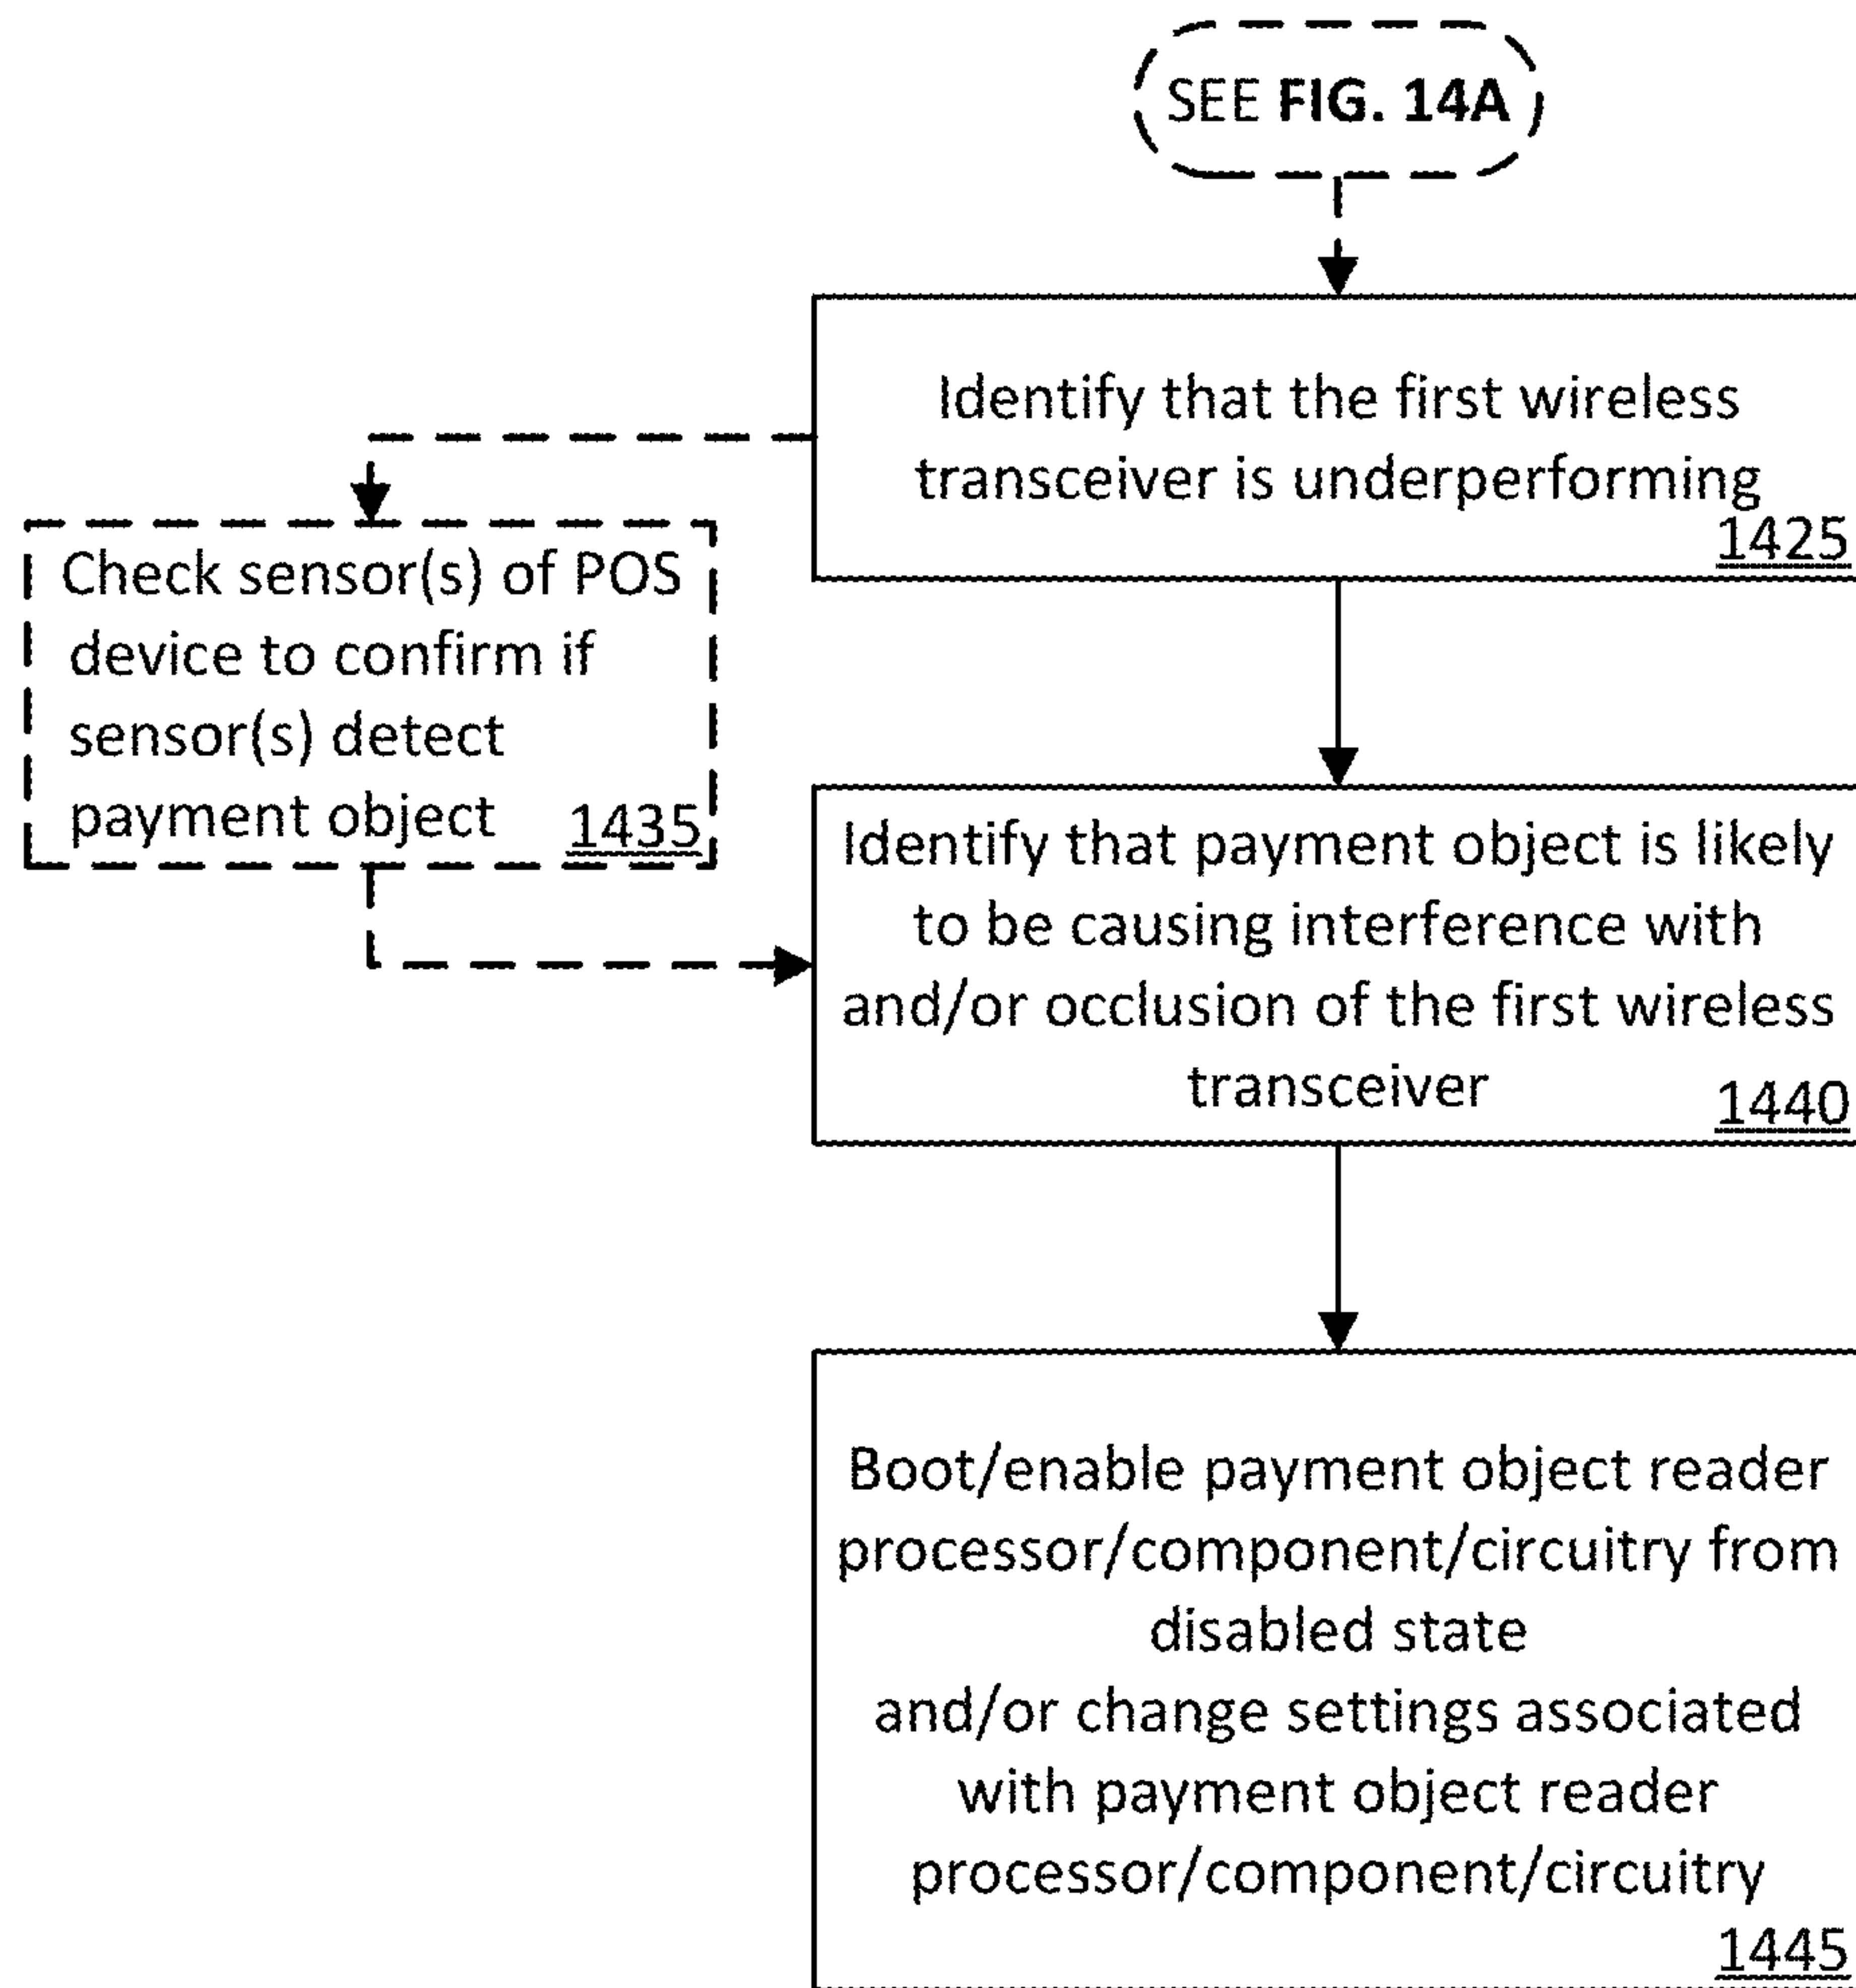 SEE FIG. 14A
Identify that the first wireless
transceiver is underperforming
1425
Check sensor(s) of POS
device to confirm if
sensor(s) detect
payment object 1435
Identify that payment object is likely
to be causing interference with
and/or occlusion of the first wireless
transceiver 1440
Boot/enable payment object reader
processor/component/circuitry from
disabled state
and/or change settings associated
with payment object reader
processor/component/circuitry
1445